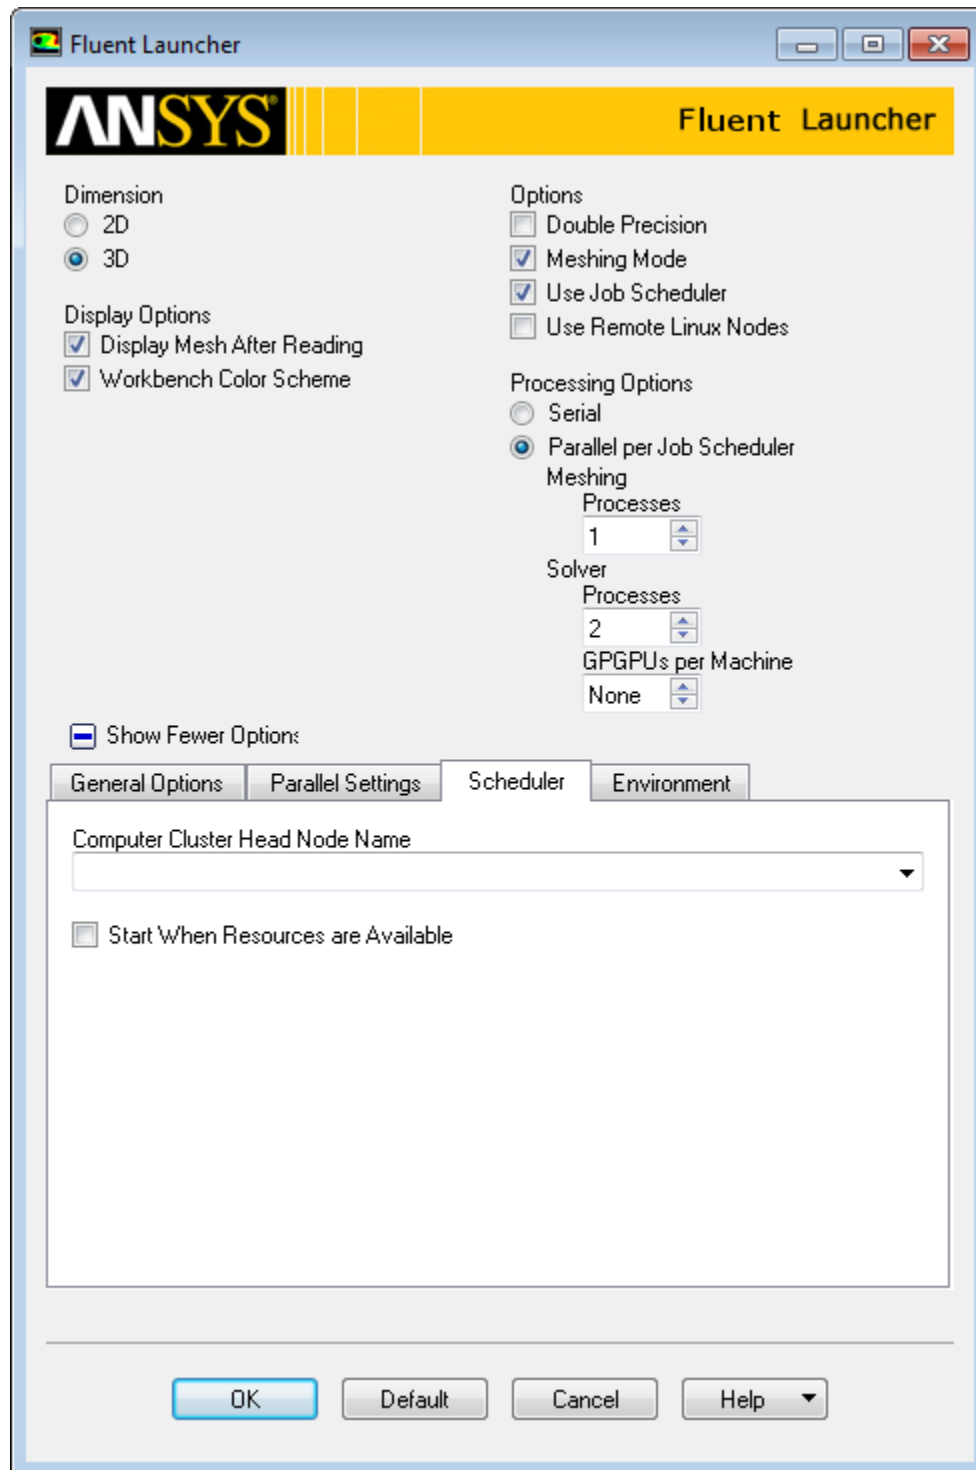 Fluent Launcher
ANSYS®
Fluent Launcher
Dimension
2D
3D
Display Options
Display Mesh After Reading
Workbench Color Scheme
Options
Double Precision
Meshing Mode
Use Job Scheduler
Use Remote Linux Nodes
Processing Options
Serial
Parallel per Job Scheduler
Meshing
Processes
1
Solver
Processes
2
GPGPUs per Machine
None
Show Fewer Options
General Options Parallel Settings Scheduler Environment
Computer Cluster Head Node Name
Start When Resources are Available
OK Default Cancel Help